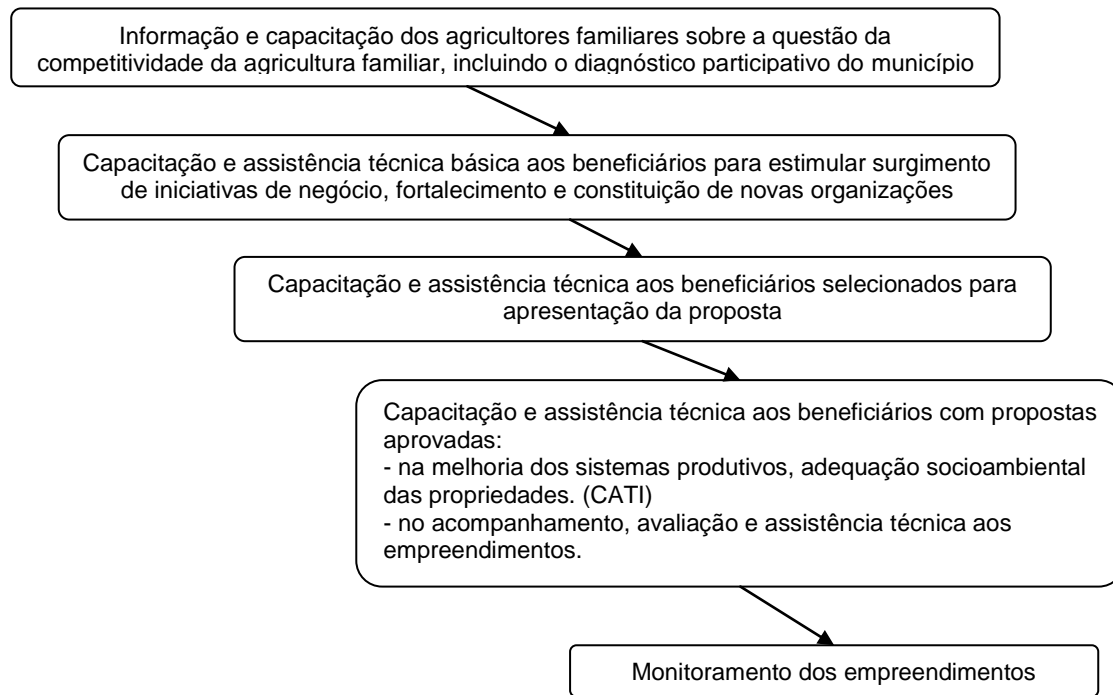 Informação e capacitação dos agricultores familiares sobre a questão da
competitividade da agricultura familiar, incluindo o diagnóstico participativo do município
Capacitação e assistência técnica básica aos beneficiários para estimular surgimento
de iniciativas de negócio, fortalecimento e constituição de novas organizações
Capacitação e assistência técnica aos beneficiários selecionados para
apresentação da proposta
Capacitação e assistência técnica aos beneficiários com propostas
aprovadas:
- na melhoria dos sistemas produtivos, adequação socioambiental
das propriedades. (CATI)
- no acompanhamento, avaliação e assistência técnica aos
empreendimentos.
Monitoramento dos empreendimentos